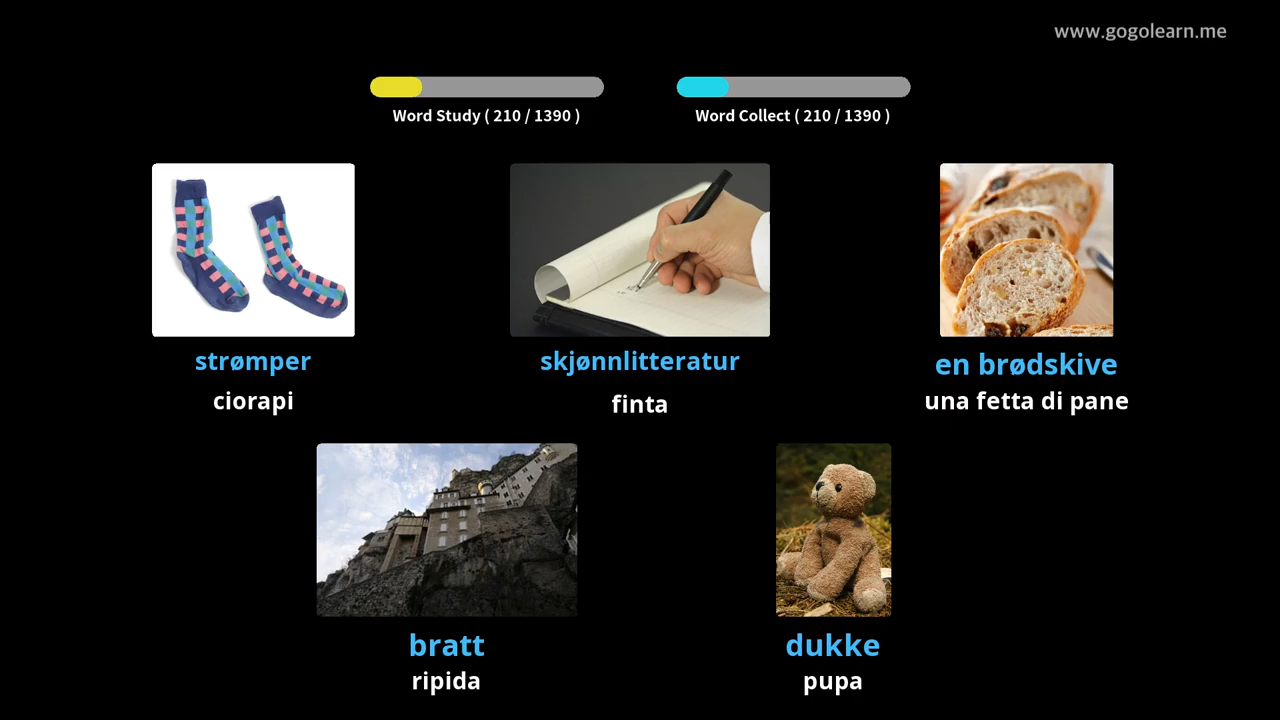 www.gogolearn.me
Word Study ( 210 / 1390 )
Word Collect ( 210 / 1390 )
strømper
ciorapi
skjønnlitteratur
finta
en brødskive
una fetta di pane
bratt
ripida
dukke
pupa